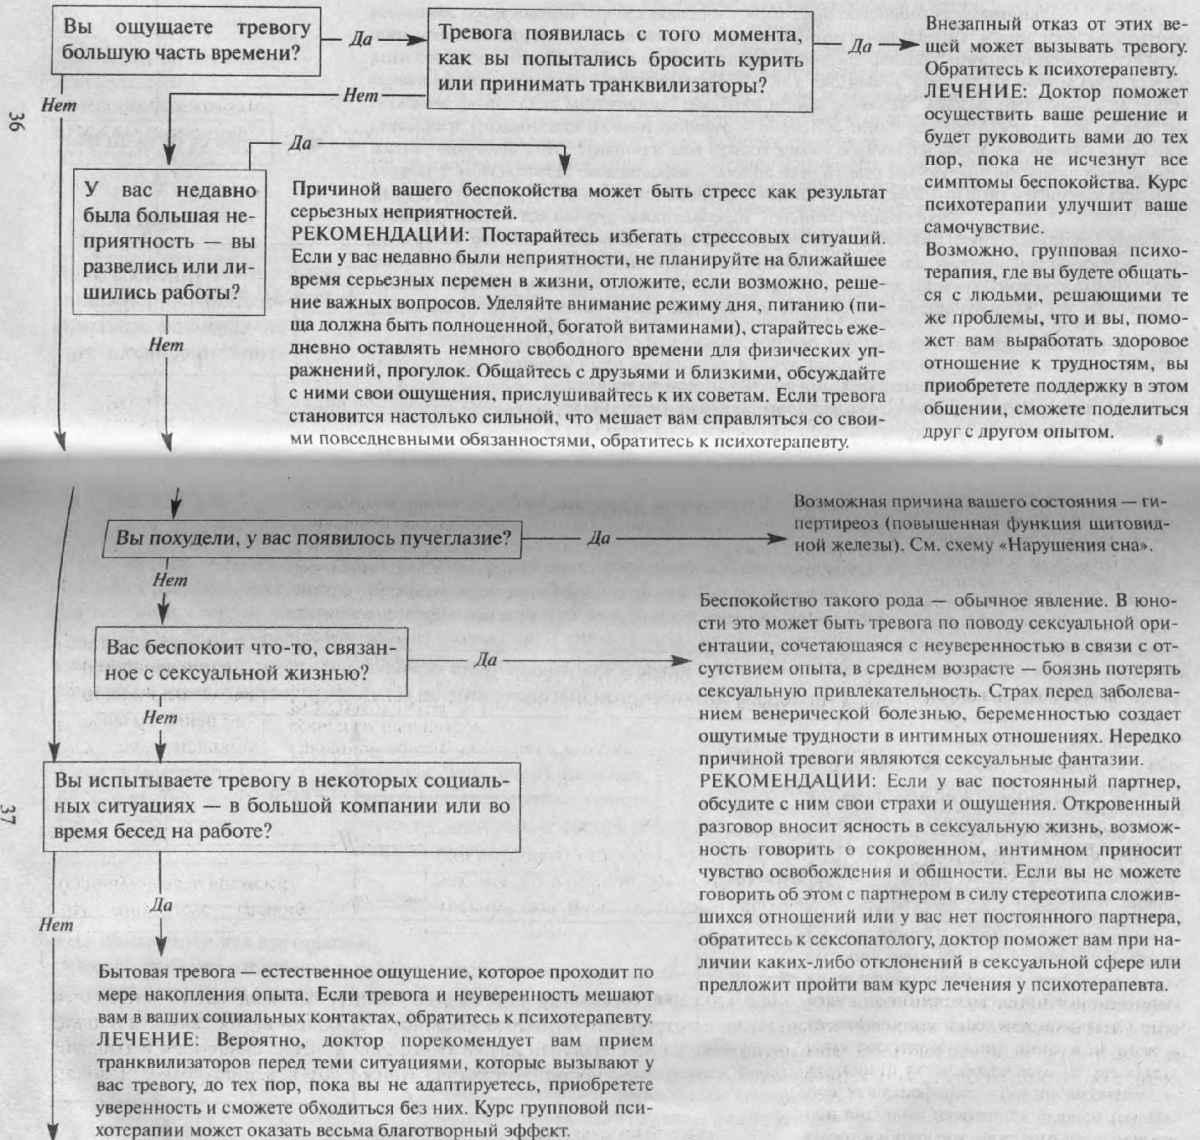 Вы ощущаете тревогу
большую часть времени?
Да
Тревога появилась с того момента,
как вы попытались бросить курить
или принимать транквилизаторы?
Да
Внезапный отказ от этих ве-
щей может вызывать тревогу.
Обратитесь к психотерапевту.
ЛЕЧЕНИЕ: Доктор поможет
осуществить ваше решение и
будет руководить вами до тех
пор, пока не исчезнут все
симптомы беспокойства. Курс
психотерапии улучшит ваше
самочувствие.
Возможно, групповая психо-
терапия, где вы будете общать-
ся с людьми, решающими те
же проблемы, что и вы, помо-
жет вам выработать здоровое
отношение к трудностям, вы
приобретете поддержку в этом
общении, сможете поделиться
друг с другом опытом.
Нет
Нет
36
Да
У вас недавно
была большая не-
приятность — вы
развелись или ли-
шились работы?
Нет
Причиной вашего беспокойства может быть стресс как результат
серьезных неприятностей.
РЕКОМЕНДАЦИИ: Постарайтесь избегать стрессовых ситуаций.
Если у вас недавно были неприятности, не планируйте на ближайшее
время серьезных перемен в жизни, отложите, если возможно, реше-
ние важных вопросов. Уделяйте внимание режиму дня, питанию (пи-
ща должна быть полноценной, богатой витаминами), старайтесь еже-
дневно оставлять немного свободного времени для физических уп-
ражнений, прогулок. Общайтесь с друзьями и близкими, обсуждайте
с ними свои ощущения, прислушивайтесь к их советам. Если тревога
становится настолько сильной, что мешает вам справляться со свои-
ми повседневными обязанностями, обратитесь к психотерапевту.
Вы похудели, у вас появилось пучеглазие?
Да
Возможная причина вашего состояния — ги-
пертиреоз (повышенная функция щитовид-
ной железы). См. схему «Нарушения сна».
Нет
Вас беспокоит что-то, связан-
ное с сексуальной жизнью?
Да
Беспокойство такого рода — обычное явление. В юно-
сти это может быть тревога по поводу сексуальной ори-
ентации, сочетающаяся с неуверенностью в связи с от-
сутствием опыта, в среднем возрасте — боязнь потерять
сексуальную привлекательность. Страх перед заболева-
нием венерической болезнью, беременностью создает
ощутимые трудности в интимных отношениях. Нередко
причиной тревоги являются сексуальные фантазии.
РЕКОМЕНДАЦИИ: Если у вас постоянный партнер,
обсудите с ним свои страхи и ощущения. Откровенный
разговор вносит ясность в сексуальную жизнь, возмож-
ность говорить о сокровенном, интимном приносит
чувство освобождения и общности. Если вы не можете
говорить об этом с партнером в силу стереотипа сложив-
шихся отношений или у вас нет постоянного партнера,
обратитесь к сексопатологу, доктор поможет вам при на-
личии каких-либо отклонений в сексуальной сфере или
предложит пройти вам курс лечения у психотерапевта.
Нет
Вы испытываете тревогу в некоторых социаль-
ных ситуациях — в большой компании или во
время бесед на работе?
37
Да
Нет
Бытовая тревога — естественное ощущение, которое проходит по
мере накопления опыта. Если тревога и неуверенность мешают
вам в ваших социальных контактах, обратитесь к психотерапевту.
ЛЕЧЕНИЕ: Вероятно, доктор порекомендует вам прием
транквилизаторов перед теми ситуациями, которые вызывают у
вас тревогу, до тех пор, пока вы не адаптируетесь, приобретете
уверенность и сможете обходиться без них. Курс групповой пси-
хотерапии может оказать весьма благотворный эффект.